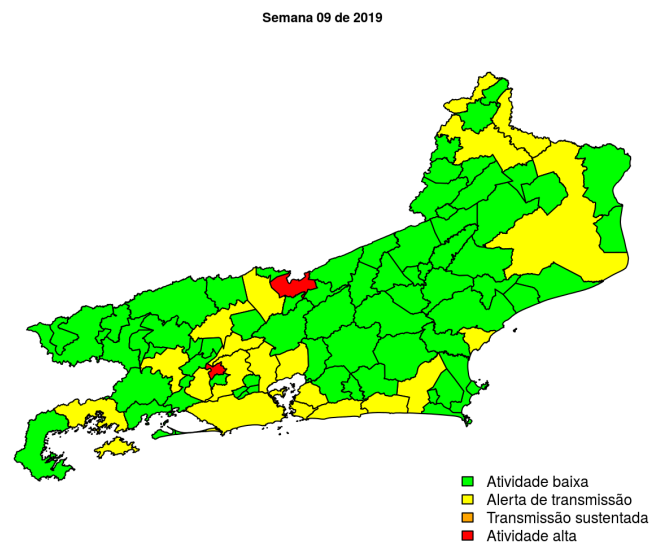 Semana 09 de 2019
Atividade baixa
Alerta de transmissão
Transmissão sustentada
Atividade alta